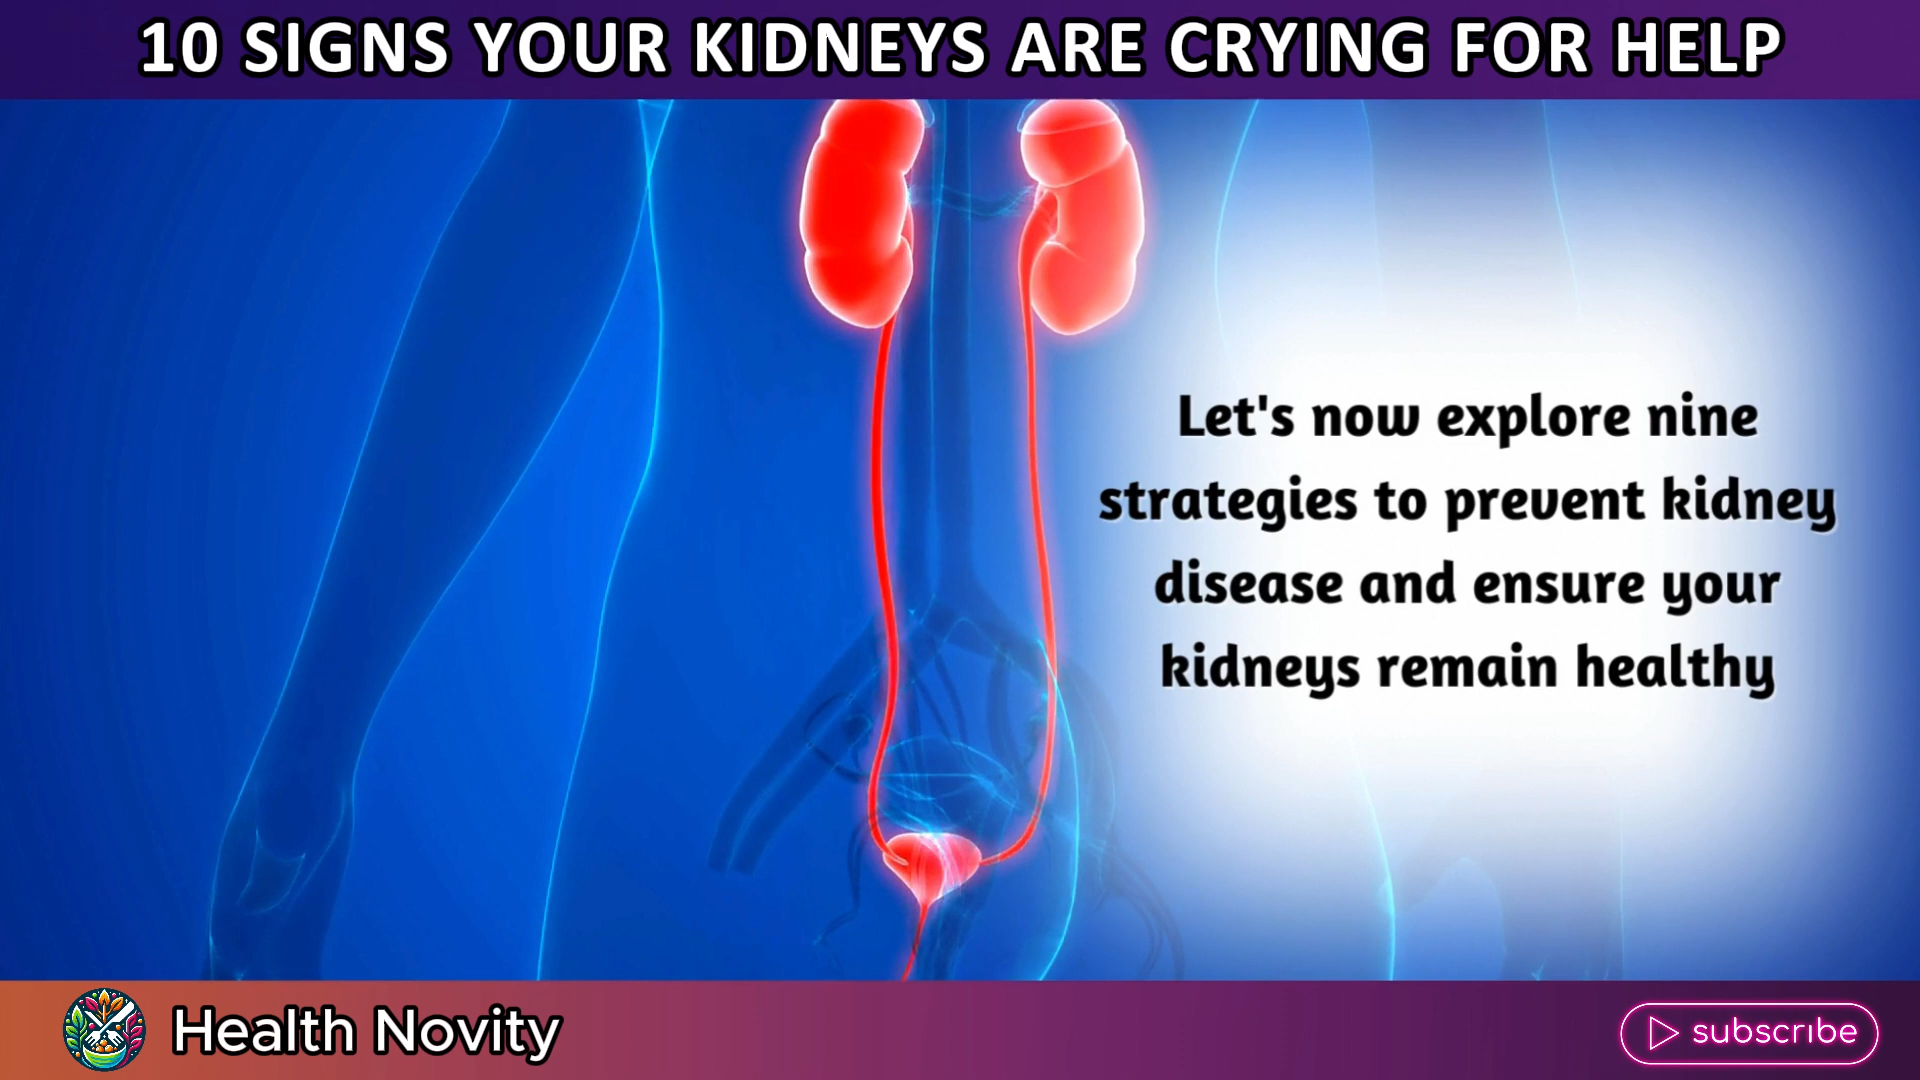 10 SIGNS YOUR KIDNEYS ARE CRYING FOR HELP
Let's now explore nine
strategies to prevent kidney
disease and ensure your
kidneys remain healthy
Health Novity
subscribe